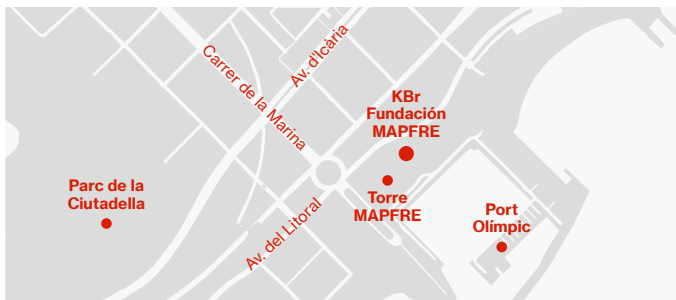 Carrer de la Marina
Av. d'Icària
KBr
Fundación
MAPFRE
Parc de la
Ciutadella
Torre
MAPFRE
Av. del Litoral
Port
Olímpic